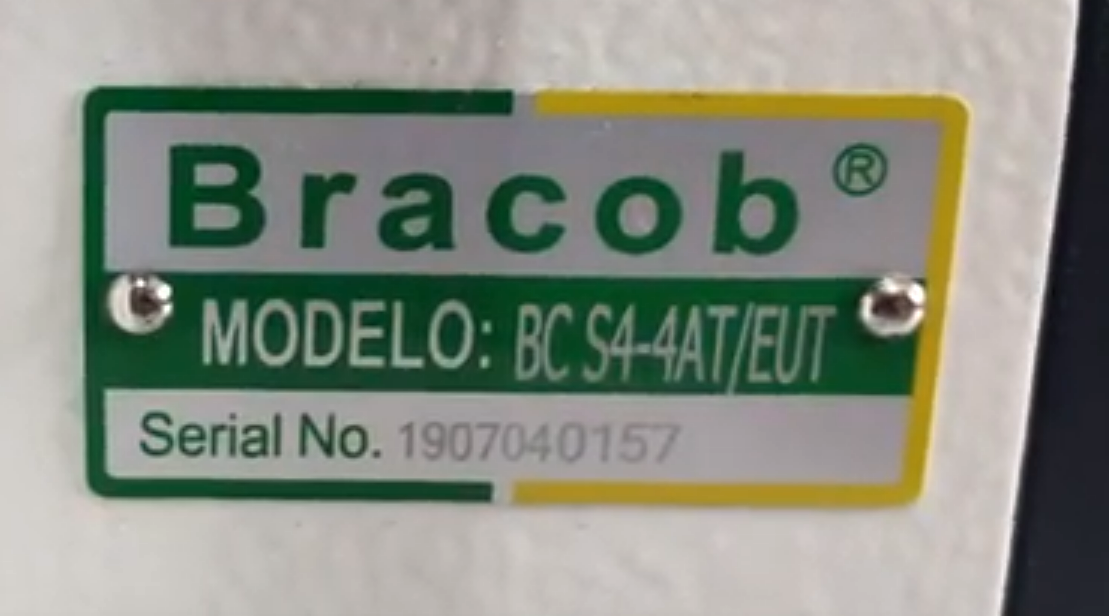 Bracob®
MODELO: BC S4-4AT/EUT
Serial No. 1907040157